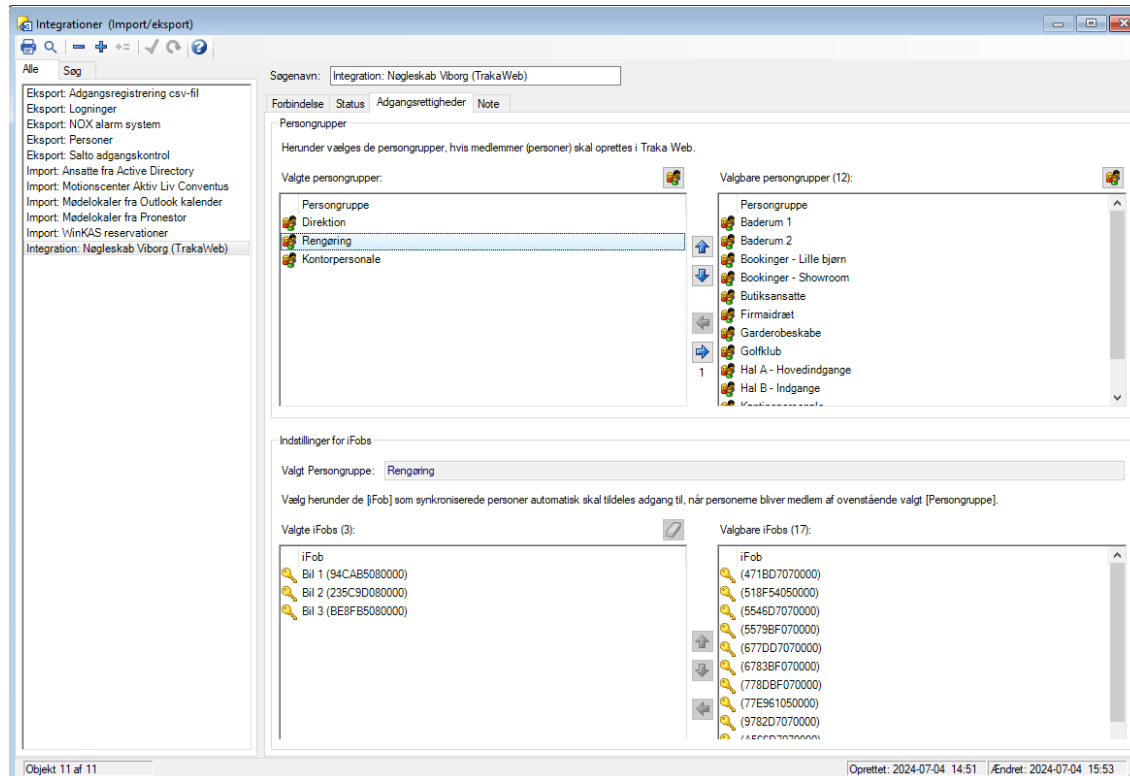 Integrationer (Import/eksport)
Alle
Søg
Eksport: Adgangsregistrering csv-fil
Eksport: Logninger
Eksport: NOX alarm system
Eksport: Personer
Eksport: Salto adgangskontrol
Import: Ansatte fra Active Directory
Import: Motionscenter Aktiv Liv Conventus
Import: Mødelokaler fra Outlook kalender
Import: Mødelokaler fra Pronestor
Import: WinKAS reservationer
Integration: Nøgleskab Viborg (TrakaWeb)
Søgenavn: Integration: Nøgleskab Viborg (TrakaWeb)
Forbindelse Status Adgangsrettigheder Note
Persongrupper
Herunder vælges de persongrupper, hvis medlemmer (personer) skal oprettes i Traka Web.
Valgte persongrupper:
Persongruppe
Direktion
Rengøring
Kontorpersonale
1
Valgbare persongrupper (12):
Persongruppe
Baderum 1
Baderum 2
Bookinger - Lille bjørn
Bookinger - Showroom
Butiksansatte
Firmaidræt
Garderobeskabe
Golfklub
Hal A - Hovedindgange
Hal B - Indgange
Indstillinger for iFobs
Valgt Persongruppe: Rengøring
Vælg herunder de [iFob] som synkroniserede personer automatisk skal tildeles adgang til, når personerne bliver medlem af ovenstående valgt [Persongruppe].
Valgte iFobs (3):
iFob
Bil 1 (94CAB5080000)
Bil 2 (235C9D080000)
Bil 3 (BE8FB5080000)
Valgbare iFobs (17):
iFob
(471BD7070000)
(518F54050000)
(5546D7070000)
(5579BF070000)
(677DD7070000)
(6783BF070000)
(778DBF070000)
(77E961050000)
(9782D7070000)
Objekt 11 af 11
Oprettet: 2024-07-04 14:51
Ændret: 2024-07-04 15:53